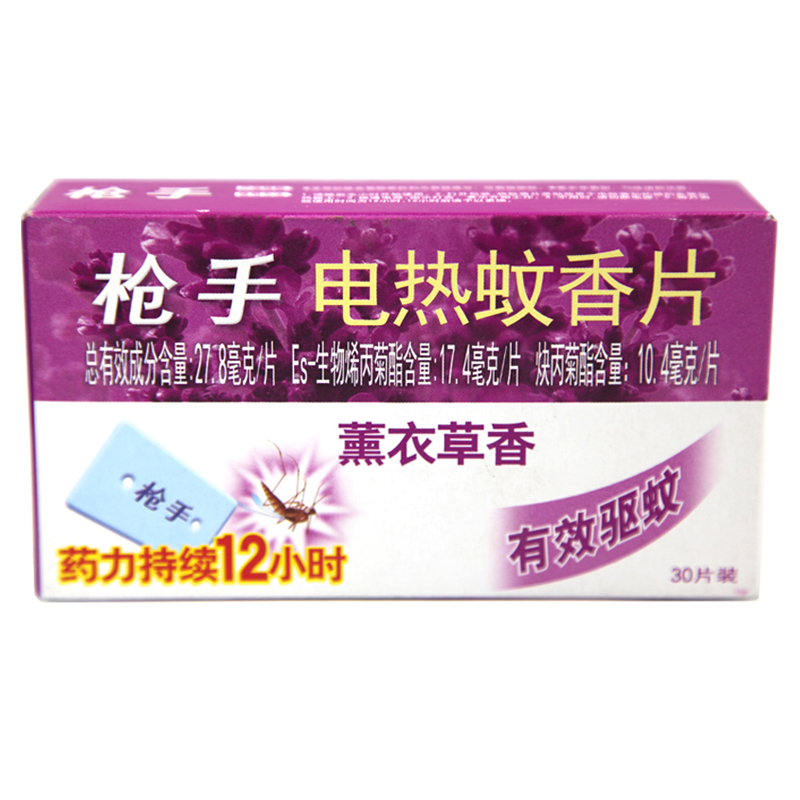 枪手
枪手 电热蚊香片
总有效成分含量:27.8毫克/片 Es-生物烯丙菊酯含量:17.4毫克/片 炔丙菊酯含量: 10.4毫克/片
薰衣草香
枪手
有效驱蚊
药力持续12小时
30片装